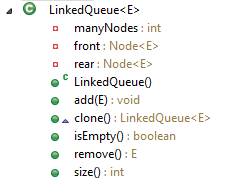 LinkedQueue<E>
manyNodes : int
front : Node<E>
rear : Node<E>
C LinkedQueue()
add(E) : void
clone() : LinkedQueue<E>
isEmpty() : boolean
remove() : E
size() : int